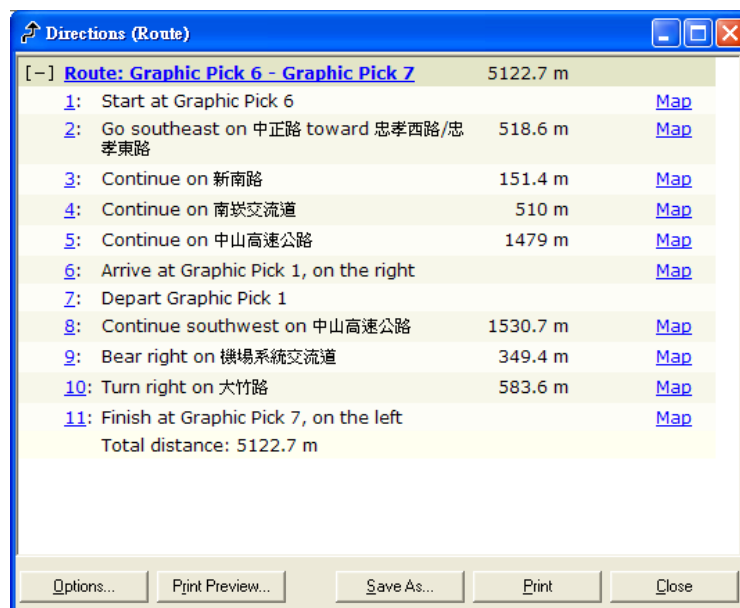 Directions (Route)
[-] Route: Graphic Pick 6 - Graphic Pick 7 5122.7 m
1: Start at Graphic Pick 6 Map
2: Go southeast on 中正路 toward 忠孝西路/忠 518.6 m Map
孝東路
3: Continue on 新南路 151.4 m Map
4: Continue on 南崁交流道 510 m Map
5: Continue on 中山高速公路 1479 m Map
6: Arrive at Graphic Pick 1, on the right Map
7: Depart Graphic Pick 1
8: Continue southwest on 中山高速公路 1530.7 m Map
9: Bear right on 機場系統交流道 349.4 m Map
10: Turn right on 大竹路 583.6 m Map
11: Finish at Graphic Pick 7, on the left Map
Total distance: 5122.7 m
Options... Print Preview... Save As... Print Close